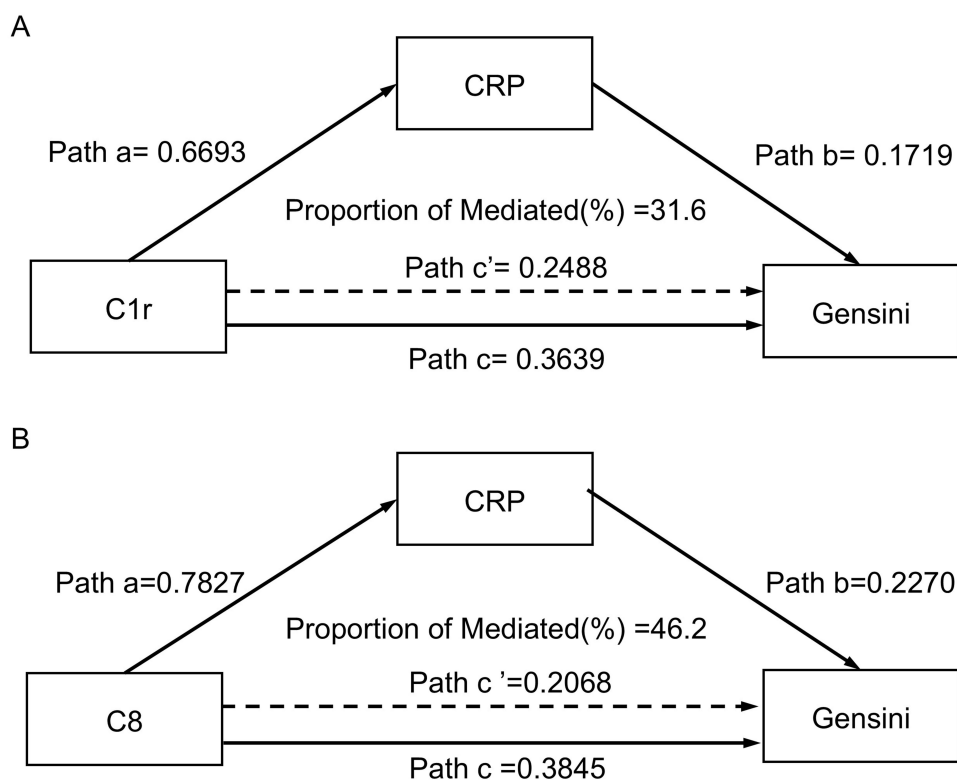 A
CRP
Path a= 0.6693
Path b= 0.1719
Proportion of Mediated(%) =31.6
Path c’= 0.2488
C1r
Gensini
Path c= 0.3639
B
CRP
Path a=0.7827
Path b=0.2270
Proportion of Mediated(%) =46.2
Path c ’=0.2068
C8
Gensini
Path c =0.3845